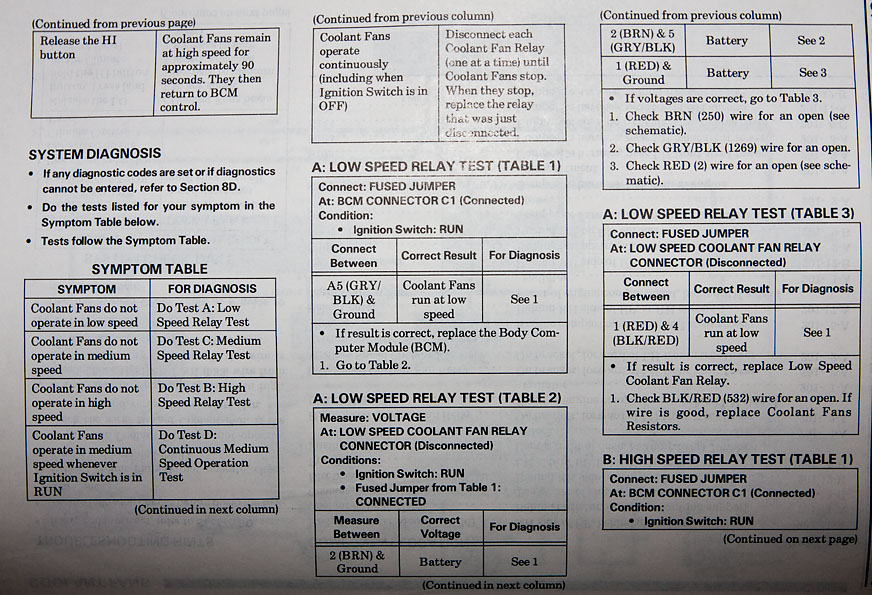 (Continued from previous page)
Release the HI
button
Coolant Fans remain
at high speed for
approximately 90
seconds. They then
return to BCM
control.
SYSTEM DIAGNOSIS
• If any diagnostic codes are set or if diagnostics
cannot be entered, refer to Section 8D.
• Do the tests listed for your symptom in the
Symptom Table below.
• Tests follow the Symptom Table.
SYMPTOM TABLE
SYMPTOM
FOR DIAGNOSIS
Coolant Fans do not
operate in low speed
Do Test A: Low
Speed Relay Test
Coolant Fans do not
operate in medium
speed
Do Test C: Medium
Speed Relay Test
Coolant Fans do not
operate in high
speed
Do Test B: High
Speed Relay Test
Coolant Fans
operate in medium
speed whenever
Ignition Switch is in
RUN
Do Test D:
Continuous Medium
Speed Operation
Test
(Continued in next column)
(Continued from previous column)
Coolant Fans
operate
continuously
(including when
Ignition Switch is in
OFF)
Disconnect each
Coolant Fan Relay
(one at a time) until
Coolant Fans stop.
When they stop,
replace the relay
that was just
disconnected.
A: LOW SPEED RELAY TEST (TABLE 1)
Connect: FUSED JUMPER
At: BCM CONNECTOR C1 (Connected)
Condition:
• Ignition Switch: RUN
Connect
Between
Correct Result
For Diagnosis
A5 (GRY/
BLK) &
Ground
Coolant Fans
run at low
speed
See 1
• If result is correct, replace the Body Com-
puter Module (BCM).
1. Go to Table 2.
A: LOW SPEED RELAY TEST (TABLE 2)
Measure: VOLTAGE
At: LOW SPEED COOLANT FAN RELAY
CONNECTOR (Disconnected)
Conditions:
• Ignition Switch: RUN
• Fused Jumper from Table 1:
CONNECTED
Measure
Between
Correct
Voltage
For Diagnosis
2 (BRN) &
Ground
Battery
See 1
(Continued in next column)
(Continued from previous column)
2 (BRN) & 5
(GRY/BLK)
Battery
See 2
1 (RED) &
Ground
Battery
See 3
• If voltages are correct, go to Table 3.
1. Check BRN (250) wire for an open (see
schematic).
2. Check GRY/BLK (1269) wire for an open.
3. Check RED (2) wire for an open (see sche-
matic).
A: LOW SPEED RELAY TEST (TABLE 3)
Connect: FUSED JUMPER
At: LOW SPEED COOLANT FAN RELAY
CONNECTOR (Disconnected)
Connect
Between
Correct Result
For Diagnosis
1 (RED) & 4
(BLK/RED)
Coolant Fans
run at low
speed
See 1
• If result is correct, replace Low Speed
Coolant Fan Relay.
1. Check BLK/RED (532) wire for an open. If
wire is good, replace Coolant Fans
Resistors.
B: HIGH SPEED RELAY TEST (TABLE 1)
Connect: FUSED JUMPER
At: BCM CONNECTOR C1 (Connected)
Condition:
• Ignition Switch: RUN
(Continued on next page)